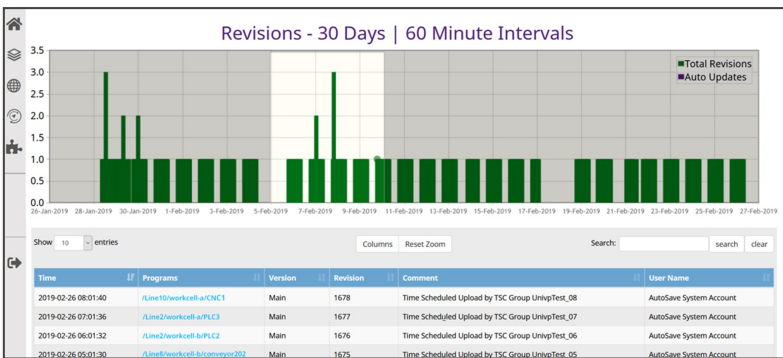 Revisions - 30 Days | 60 Minute Intervals
3.5
3.0
2.5
2.0
1.5
1.0
0.5
0.0
Total Revisions
Auto Updates
26-Jan-2019 28-Jan-2019 30-Jan-2019 1-Feb-2019 3-Feb-2019 5-Feb-2019 7-Feb-2019 9-Feb-2019 11-Feb-2019 13-Feb-2019 15-Feb-2019 17-Feb-2019 19-Feb-2019 21-Feb-2019 23-Feb-2019 25-Feb-2019 27-Feb-2019
Show 10 entries Columns Reset Zoom Search: search clear
Time Programs Version Revision Comment User Name
2019-02-26 08:01:40 /Line10/workcell-a/CNC1 Main 1678 Time Scheduled Upload by TSC Group UnivpTest_08 AutoSave System Account
2019-02-26 07:01:36 /Line2/workcell-a/PLC3 Main 1677 Time Scheduled Upload by TSC Group UnivpTest_07 AutoSave System Account
2019-02-26 06:01:32 /Line2/workcell-b/PLC2 Main 1676 Time Scheduled Upload by TSC Group UnivpTest_06 AutoSave System Account
2019-02-26 05:01:30 /Line8/workcell-b/conveyor202 Main 1675 Time Scheduled Upload by TSC Group UnivpTest_05 AutoSave System Account